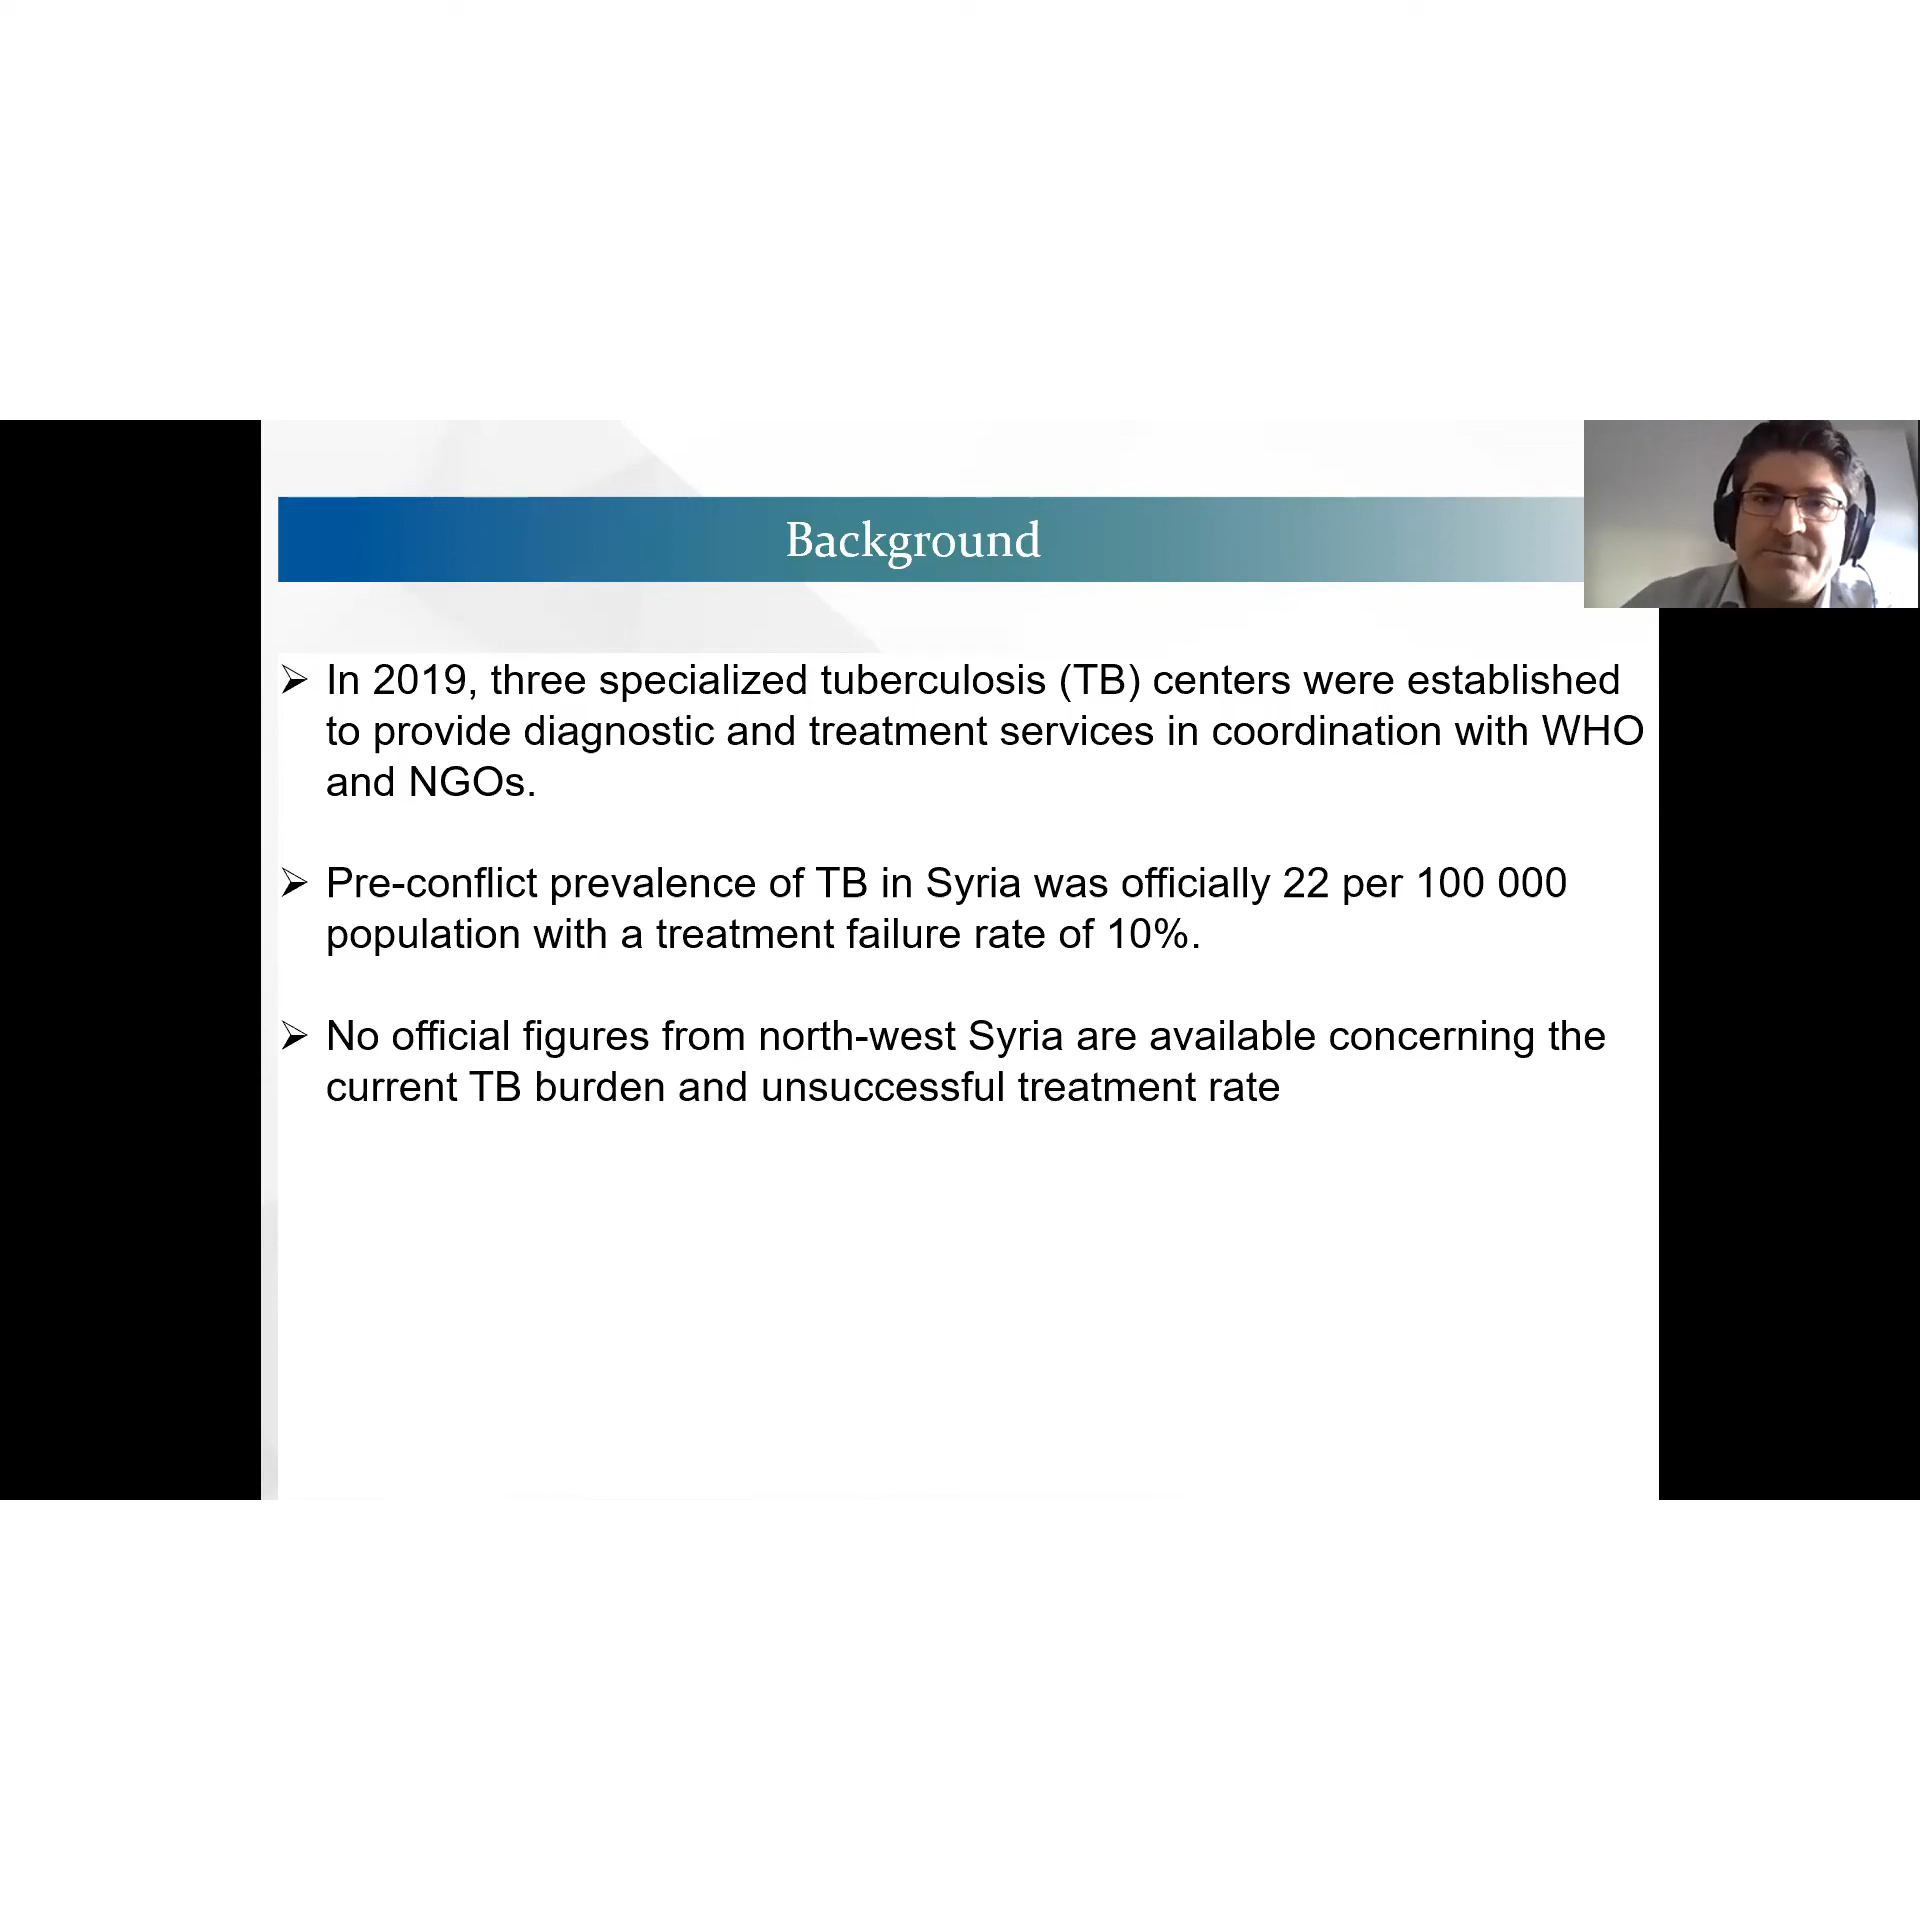 Background
➢ In 2019, three specialized tuberculosis (TB) centers were established
to provide diagnostic and treatment services in coordination with WHO
and NGOs.
➢ Pre-conflict prevalence of TB in Syria was officially 22 per 100 000
population with a treatment failure rate of 10%.
➢ No official figures from north-west Syria are available concerning the
current TB burden and unsuccessful treatment rate